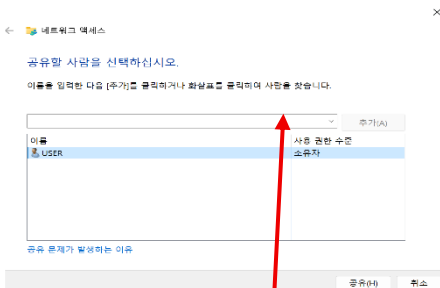 네트워크 액세스
공유할 사람을 선택하십시오.
이름을 입력한 다음 [추가]를 클릭하거나 화살표를 클릭하여 사람을 찾습니다.
추가(A)
이름 사용 권한 수준
USER 소유자
공유 문제가 발생하는 이유
공유(H) 취소